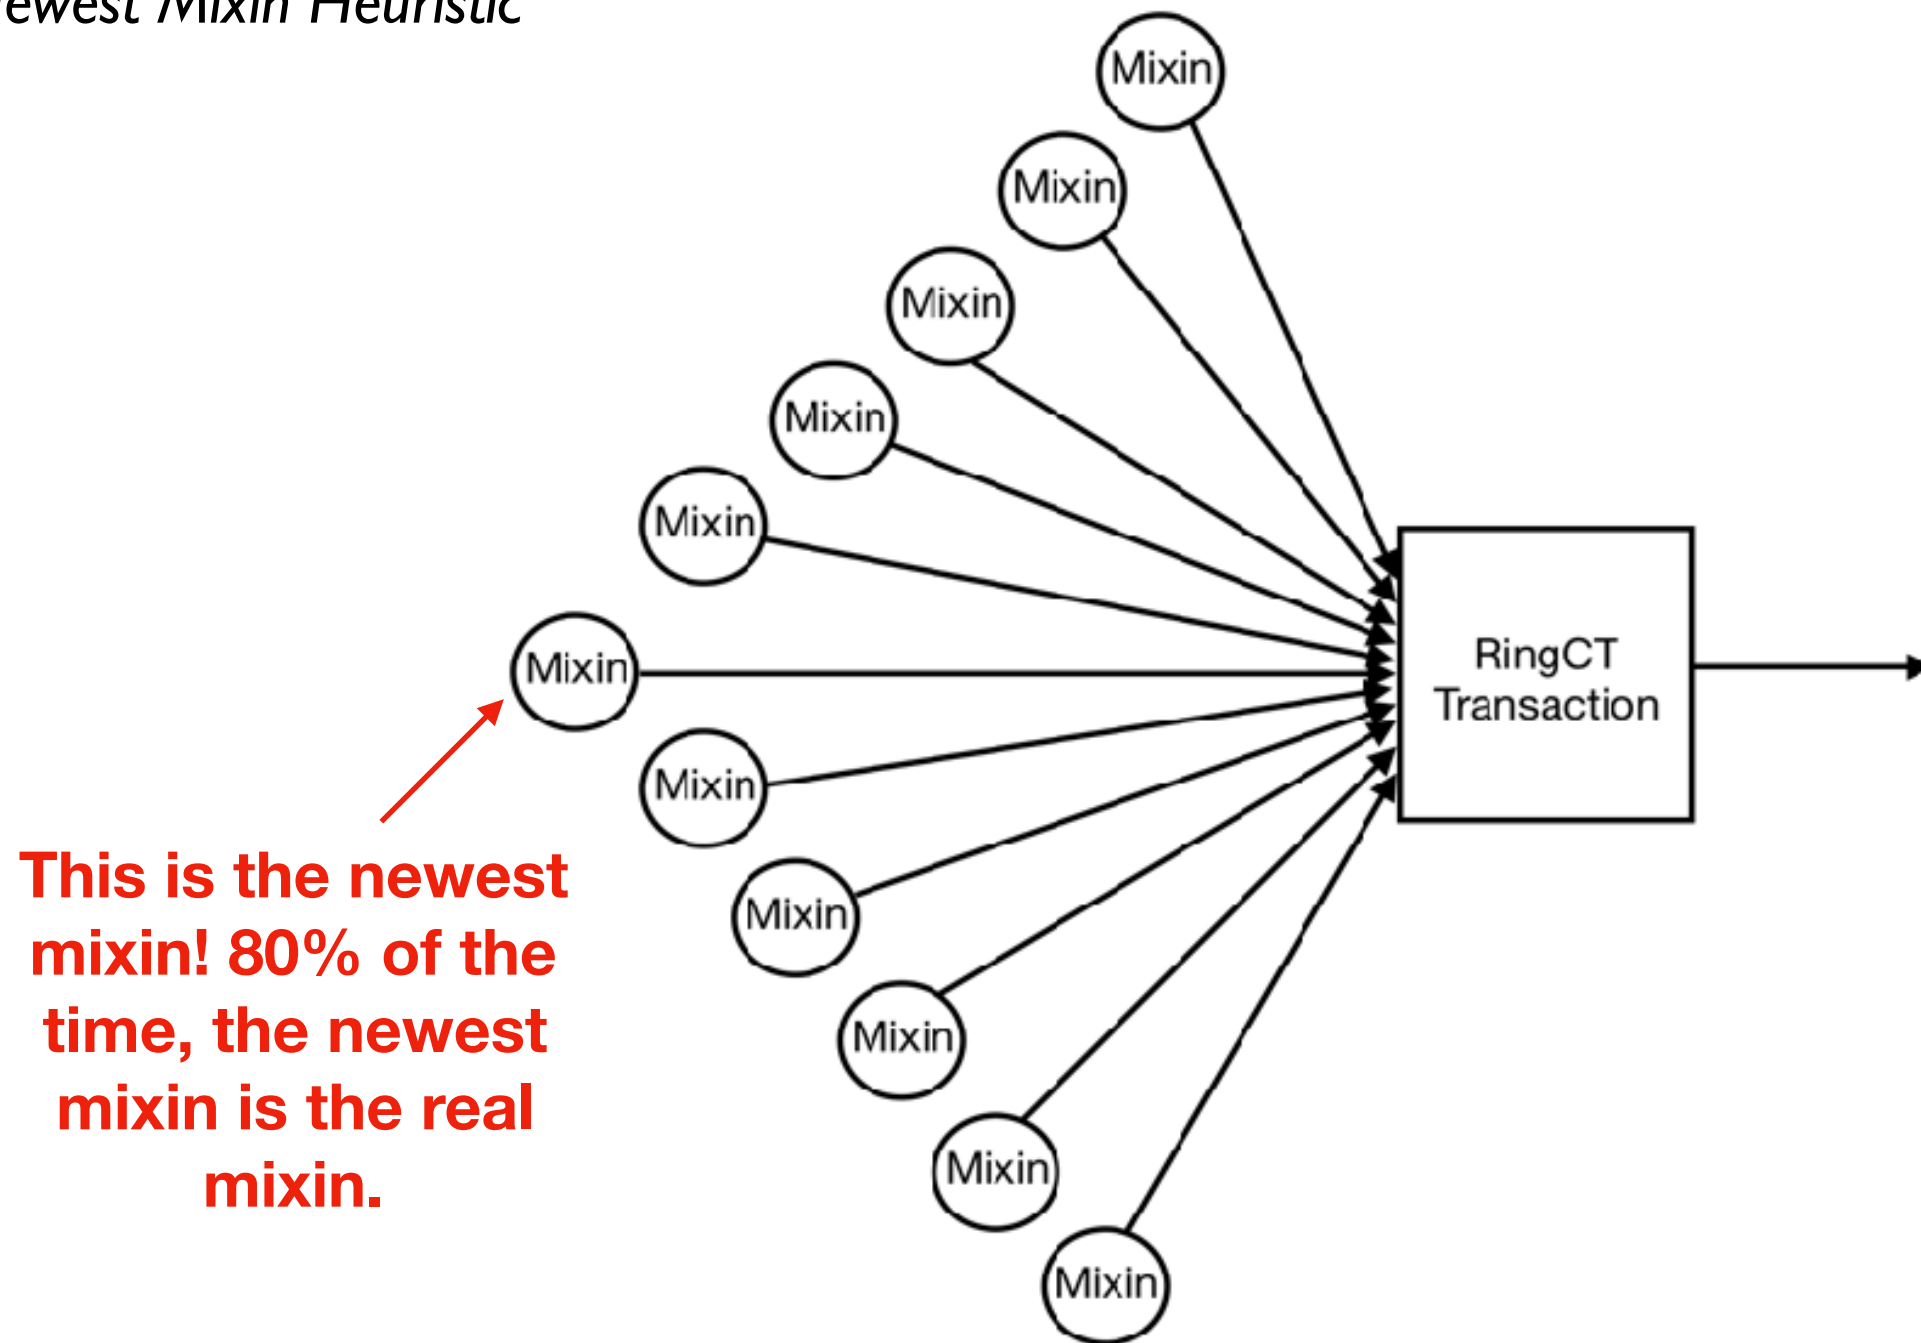 Mixin Heuristic
Mixin
Mixin
Mixin
Mixin
Mixin
Mixin
Mixin
Mixin
Mixin
Mixin
Mixin
RingCT
Transaction
This is the newest
mixin! 80% of the
time, the newest
mixin is the real
mixin.